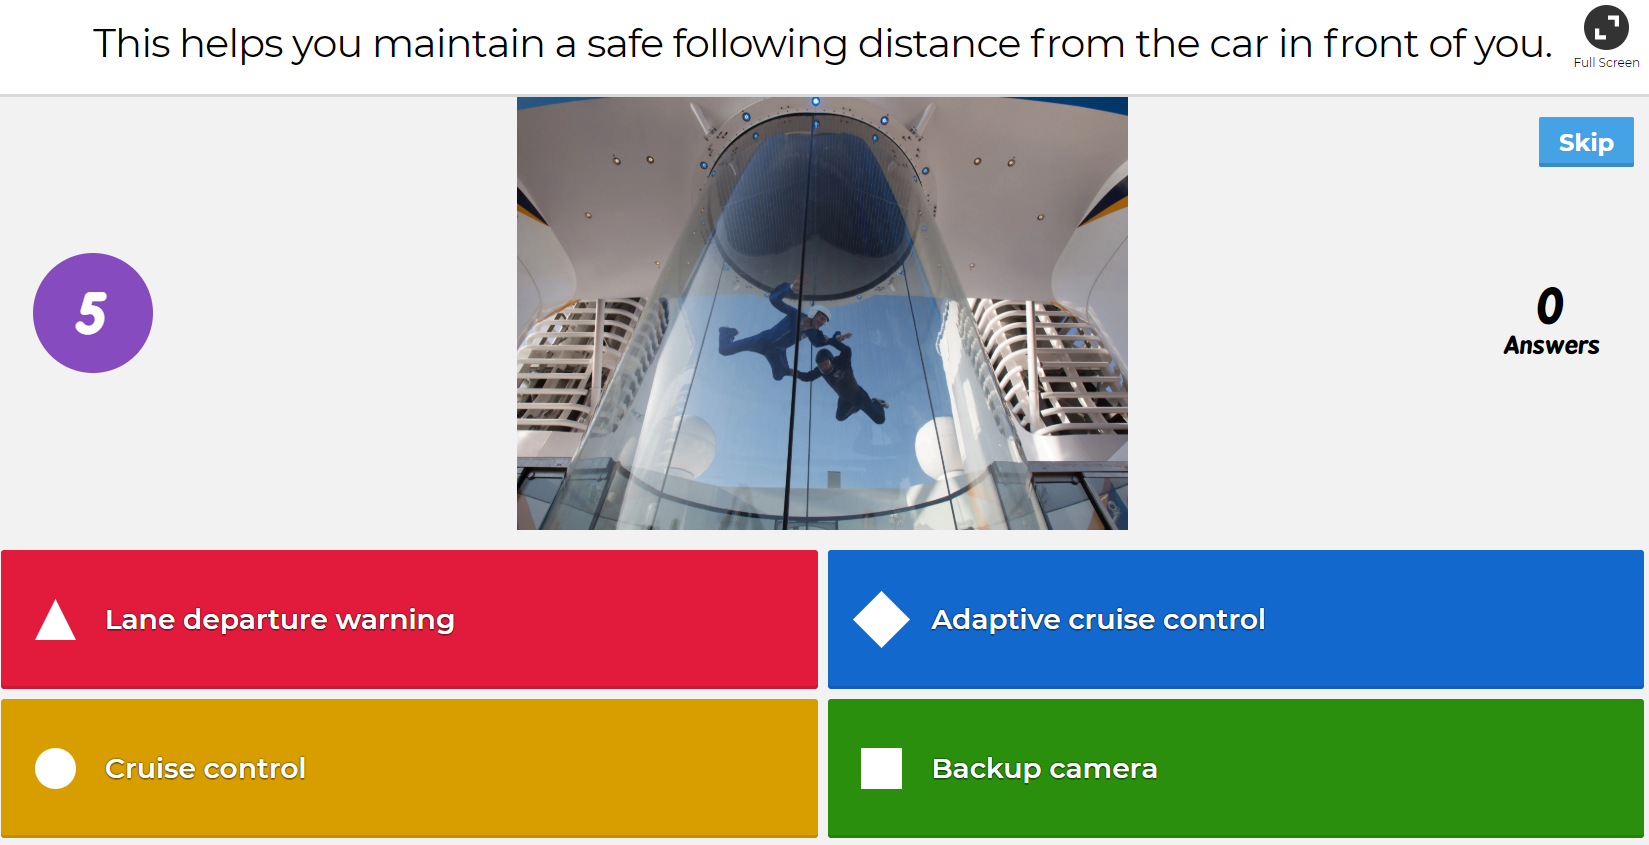 This helps you maintain a safe following distance from the car in front of you.
Full Screen
Skip
5
0
Answers
Lane departure warning
Adaptive cruise control
Cruise control
Backup camera